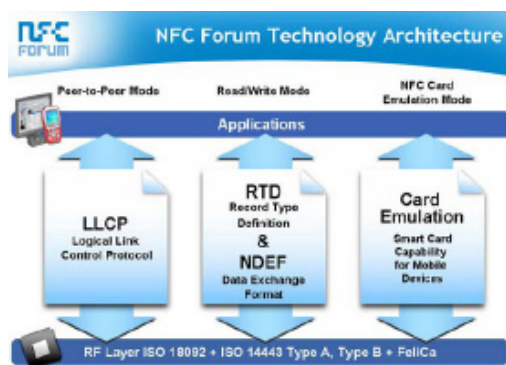 NFC
FORUM
NFC Forum Technology Architecture
Peer-to-Peer Mode
Read/Write Mode
NFC Card
Emulation Mode
Applications
LLCP
Logical Link
Control Protocol
RTD
Record Type
Definition
&
NDEF
Data Exchange
Format
Card
Emulation
Smart Card
Capability
for Mobile
Devices
RF Layer ISO 18092 + ISO 14443 Type A, Type B + FeliCa